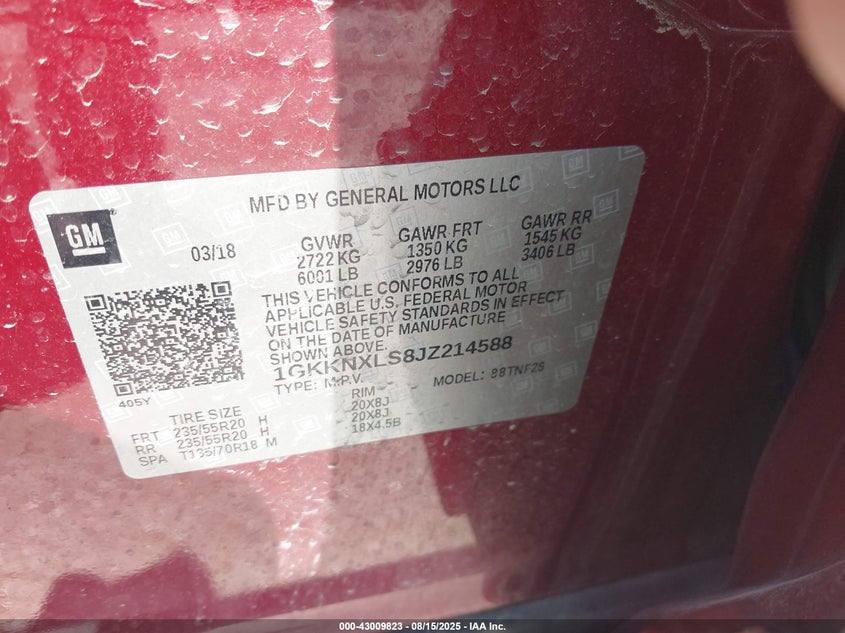 MFD BY GENERAL MOTORS LLC
GM
03/18
GVWR
2722 KG
6001 LB
GAWR FRT
1350 KG
2976 LB
GAWR RR
1545 KG
3406 LB
THIS VEHICLE CONFORMS TO ALL
APPLICABLE U.S. FEDERAL MOTOR
VEHICLE SAFETY STANDARDS IN EFFECT
ON THE DATE OF MANUFACTURE
SHOWN ABOVE.
1GKKNXLS8JZ214588
TYPE: M.P.V. MODEL: 88TNF26
405Y
TIRE SIZE RIM
FRT 235/55R20 H 20X8J
RR 235/55R20 H 20X8J
SPA T135/70R18 M 18X4.5B
000-43009823 - 08/15/2025 - IAA Inc.